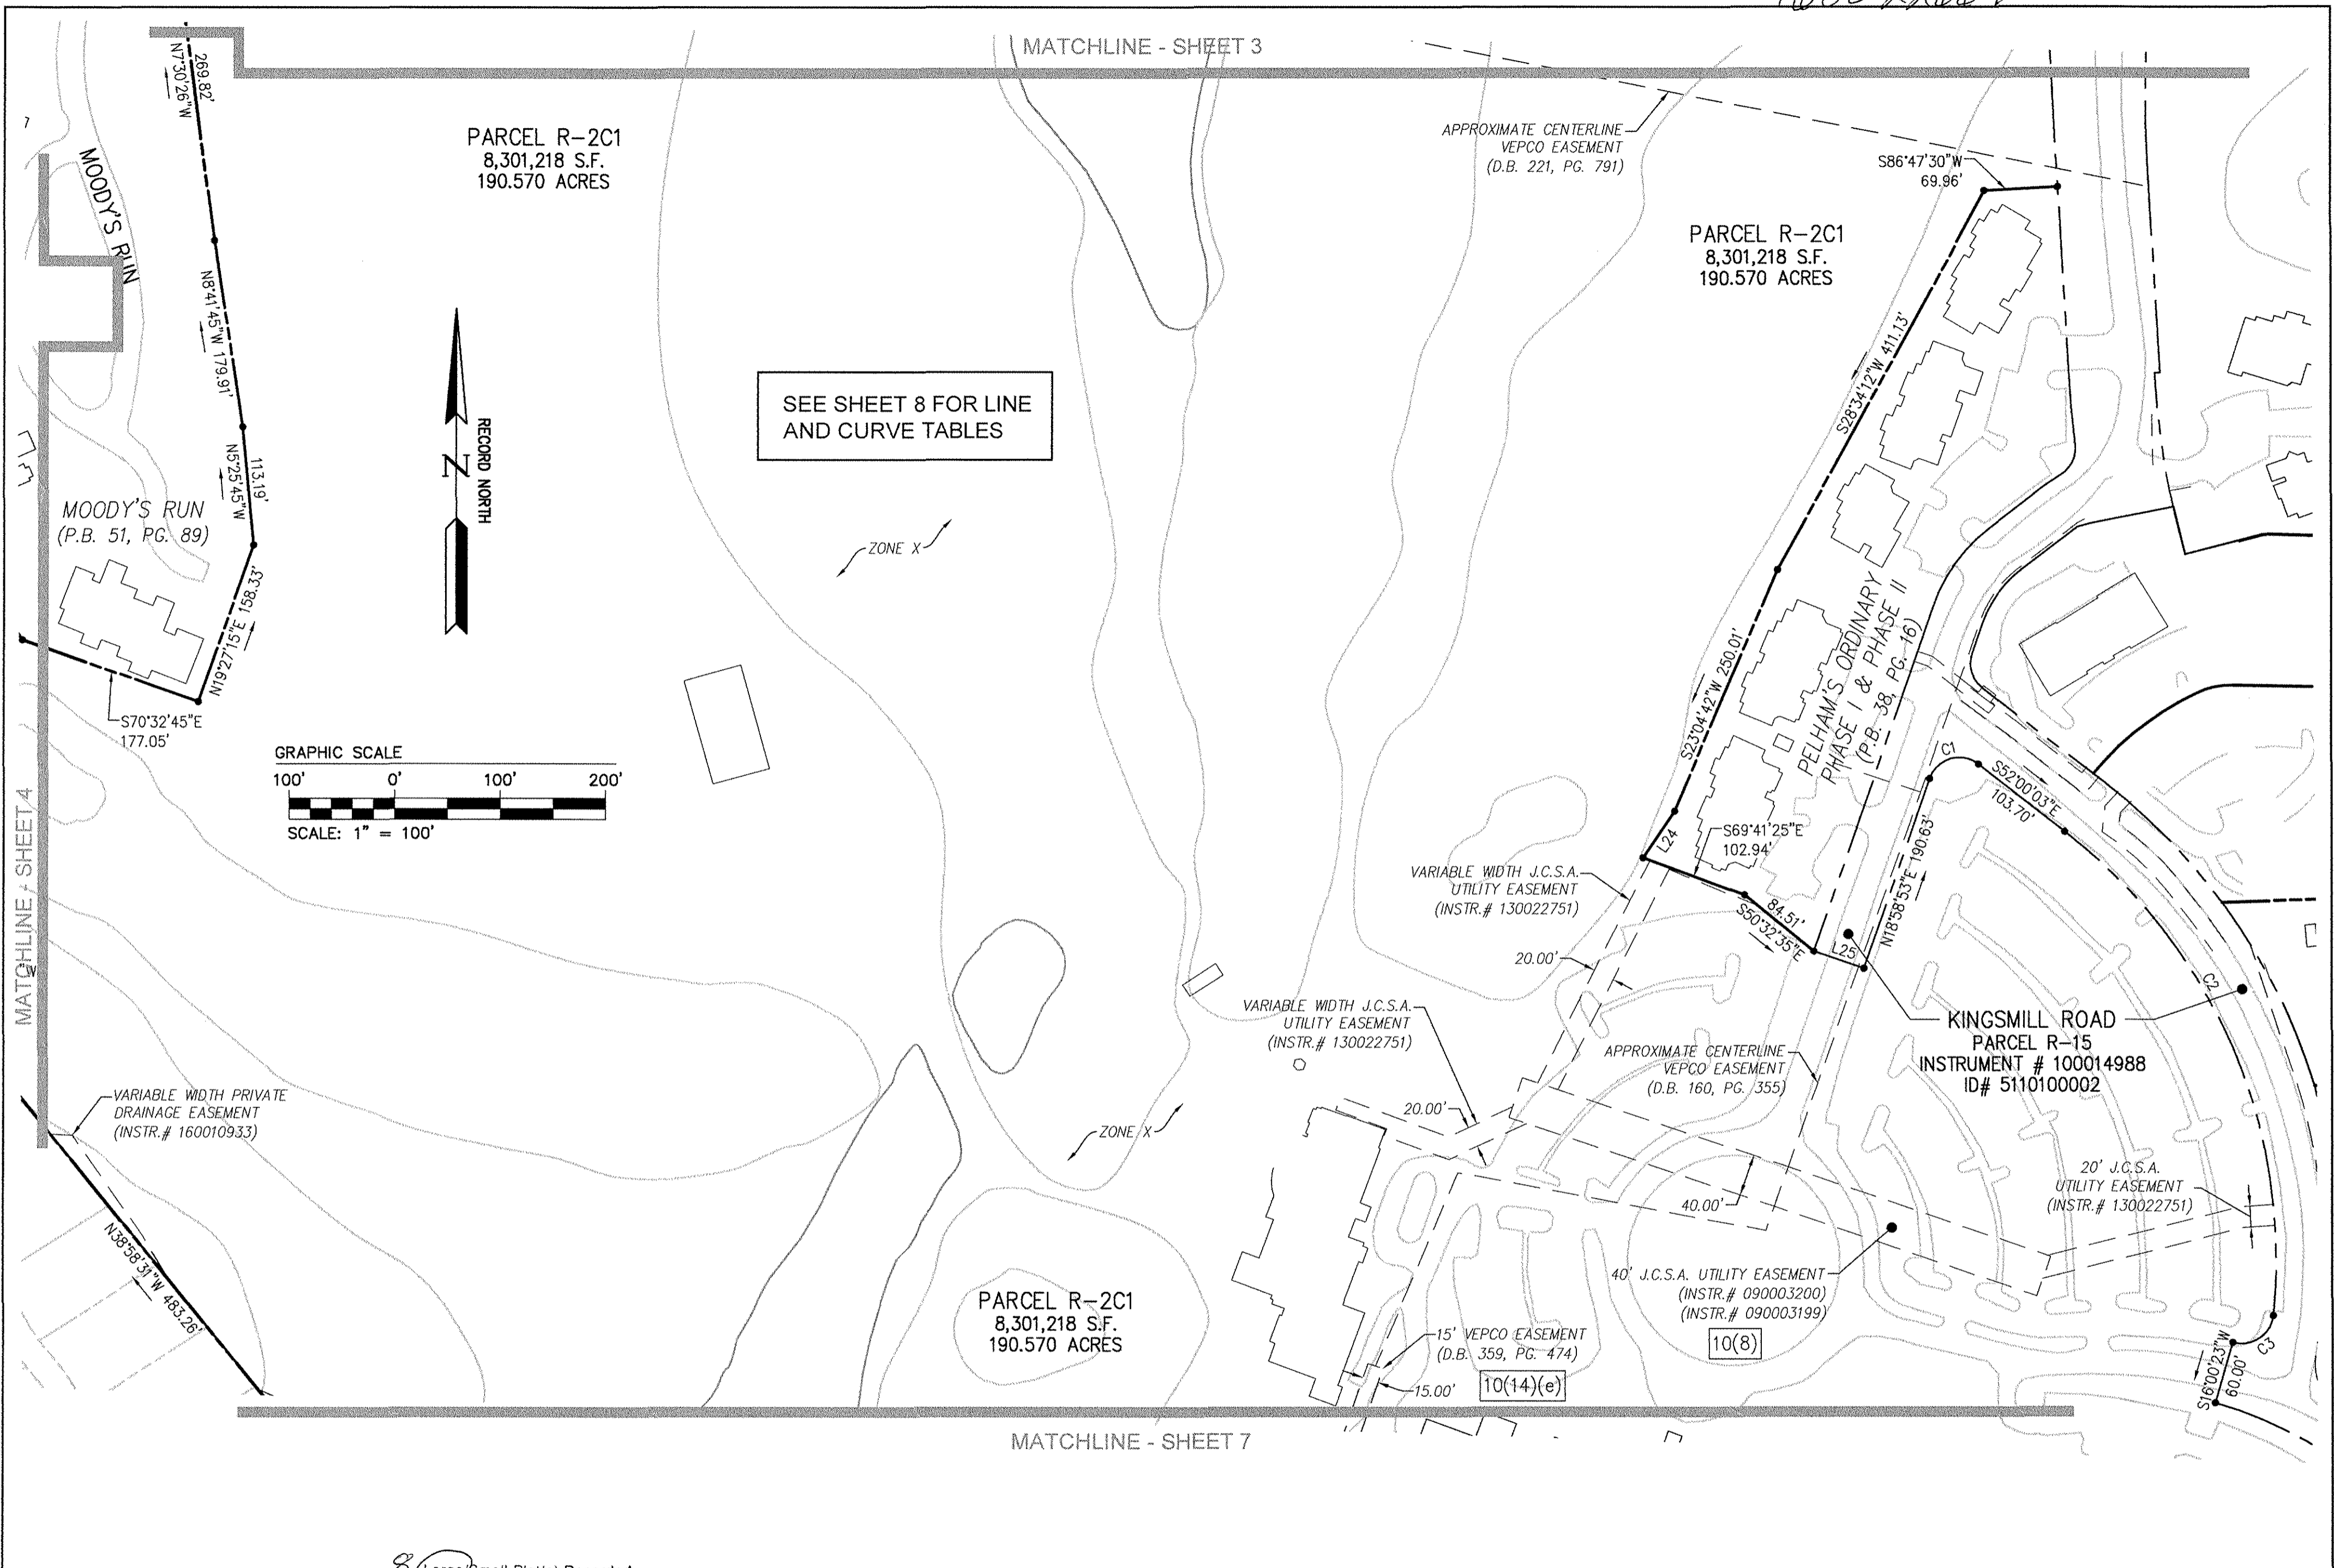 MATCHLINE - SHEET 3
N7°30'26"W
269.82'
MOODY'S RUN
PARCEL R-2C1
8,301,218 S.F.
190.570 ACRES
APPROXIMATE CENTERLINE
VEPCO EASEMENT
(D.B. 221, PG. 791)
S86°47'30"W
69.96'
PARCEL R-2C1
8,301,218 S.F.
190.570 ACRES
N8°41'45"W 179.91'
S28°34'12"W 411.13'
RECORD NORTH
N
SEE SHEET 8 FOR LINE
AND CURVE TABLES
N5°25'45"W
113.19'
MOODY'S RUN
(P.B. 51, PG. 89)
ZONE X
N19°27'15"E 158.33'
S70°32'45"E
177.05'
S23°04'42"W 250.01'
PELHAM'S ORDINARY
PHASE I & PHASE II
(P.B. 38, PG. 16)
GRAPHIC SCALE
100' 0' 100' 200'
SCALE: 1" = 100'
C1
S52°00'03"E
103.70'
L24
S69°41'25"E
102.94'
N18°58'53"E 190.63'
VARIABLE WIDTH J.C.S.A.
UTILITY EASEMENT
(INSTR.# 130022751)
84.51'
S50°32'35"E
L25
20.00'
C2
MATCHLINE - SHEET 4
"W
VARIABLE WIDTH J.C.S.A.
UTILITY EASEMENT
(INSTR.# 130022751)
KINGSMILL ROAD
PARCEL R-15
INSTRUMENT # 100014988
ID# 5110100002
APPROXIMATE CENTERLINE
VEPCO EASEMENT
(D.B. 160, PG. 355)
VARIABLE WIDTH PRIVATE
DRAINAGE EASEMENT
(INSTR.# 160010933)
20.00'
ZONE X
20' J.C.S.A.
UTILITY EASEMENT
(INSTR.# 130022751)
40.00'
N38°58'31"W 483.26'
40' J.C.S.A. UTILITY EASEMENT
(INSTR.# 090003200)
(INSTR.# 090003199)
10(8)
PARCEL R-2C1
8,301,218 S.F.
190.570 ACRES
15' VEPCO EASEMENT
(D.B. 359, PG. 474)
15.00'
10(14)(e)
C3
S16°00'23"W
60.00'
MATCHLINE - SHEET 7
8